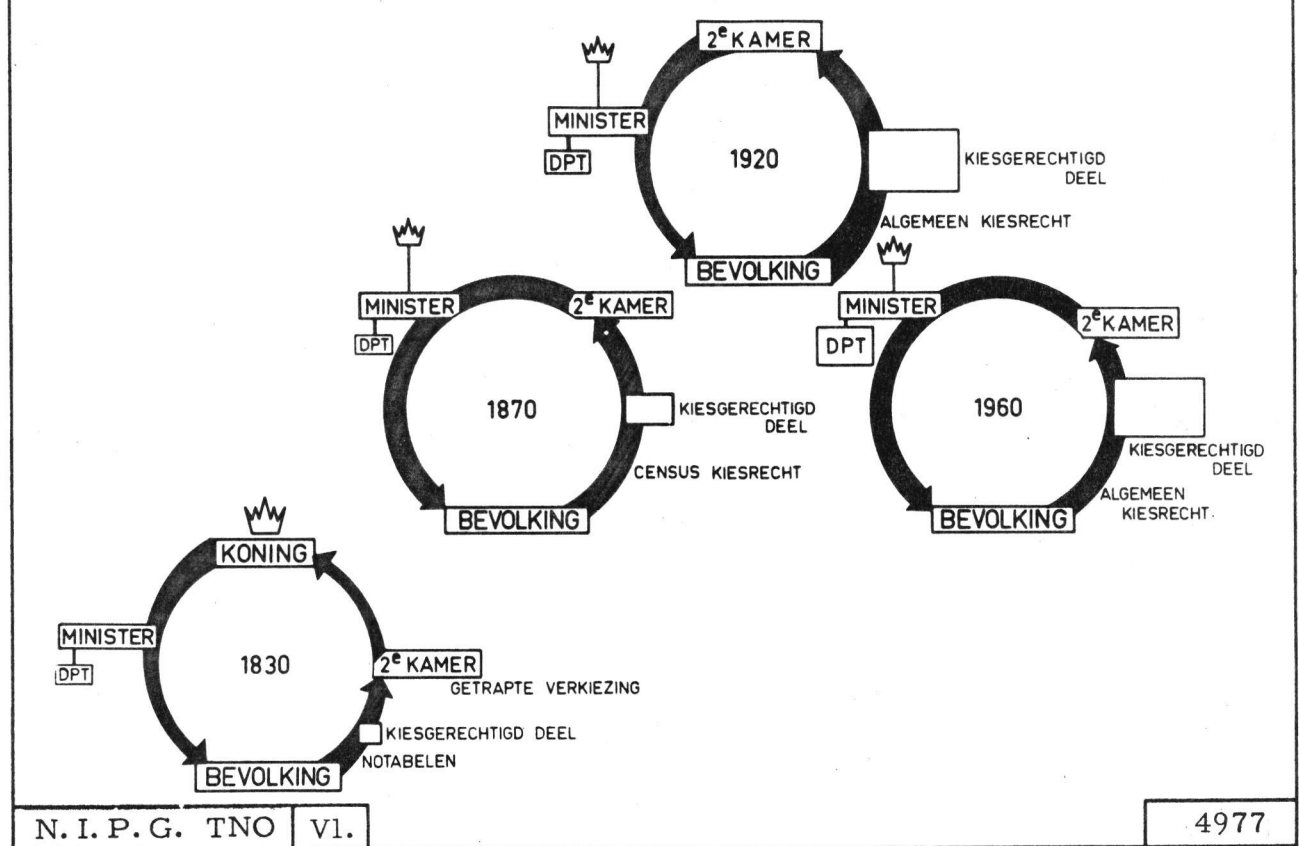 2e KAMER
MINISTER
DPT
1920
KIESGERECHTIGD
DEEL
ALGEMEEN KIESRECHT
BEVOLKING
MINISTER
DPT
2e KAMER
1870
KIESGERECHTIGD
DEEL
CENSUS KIESRECHT
BEVOLKING
MINISTER
DPT
2e KAMER
1960
KIESGERECHTIGD
DEEL
ALGEMEEN
KIESRECHT.
BEVOLKING
KONING
MINISTER
DPT
1830
2e KAMER
GETRAPTE VERKIEZING
KIESGERECHTIGD DEEL
NOTABELEN
BEVOLKING
N. I. P. G. TNO
V1.
4977